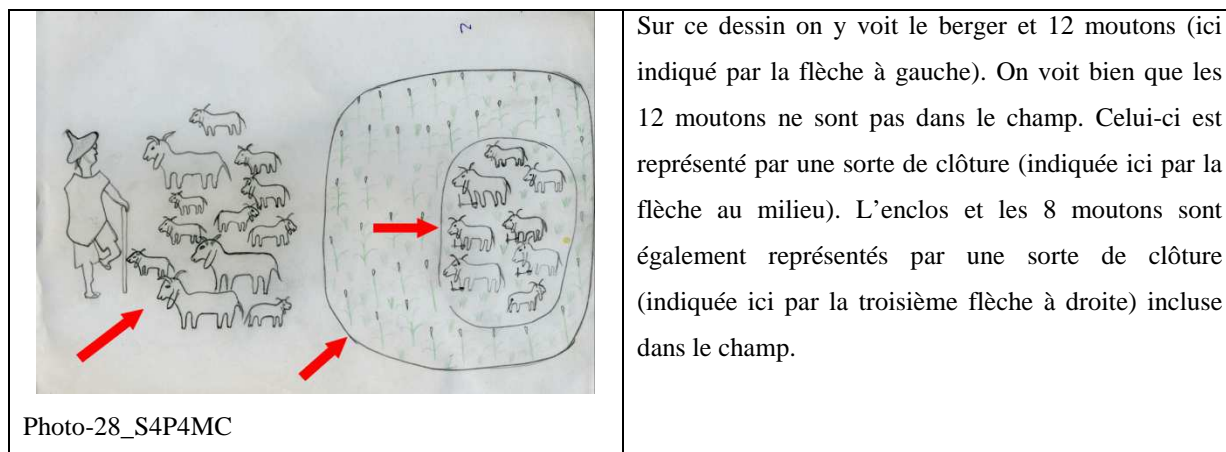 2
Sur ce dessin on y voit le berger et 12 moutons (ici
indiqué par la flèche à gauche). On voit bien que les
12 moutons ne sont pas dans le champ. Celui-ci est
représenté par une sorte de clôture (indiquée ici par la
flèche au milieu). L’enclos et les 8 moutons sont
également représentés par une sorte de clôture
(indiquée ici par la troisième flèche à droite) incluse
dans le champ.
Photo-28_S4P4MC